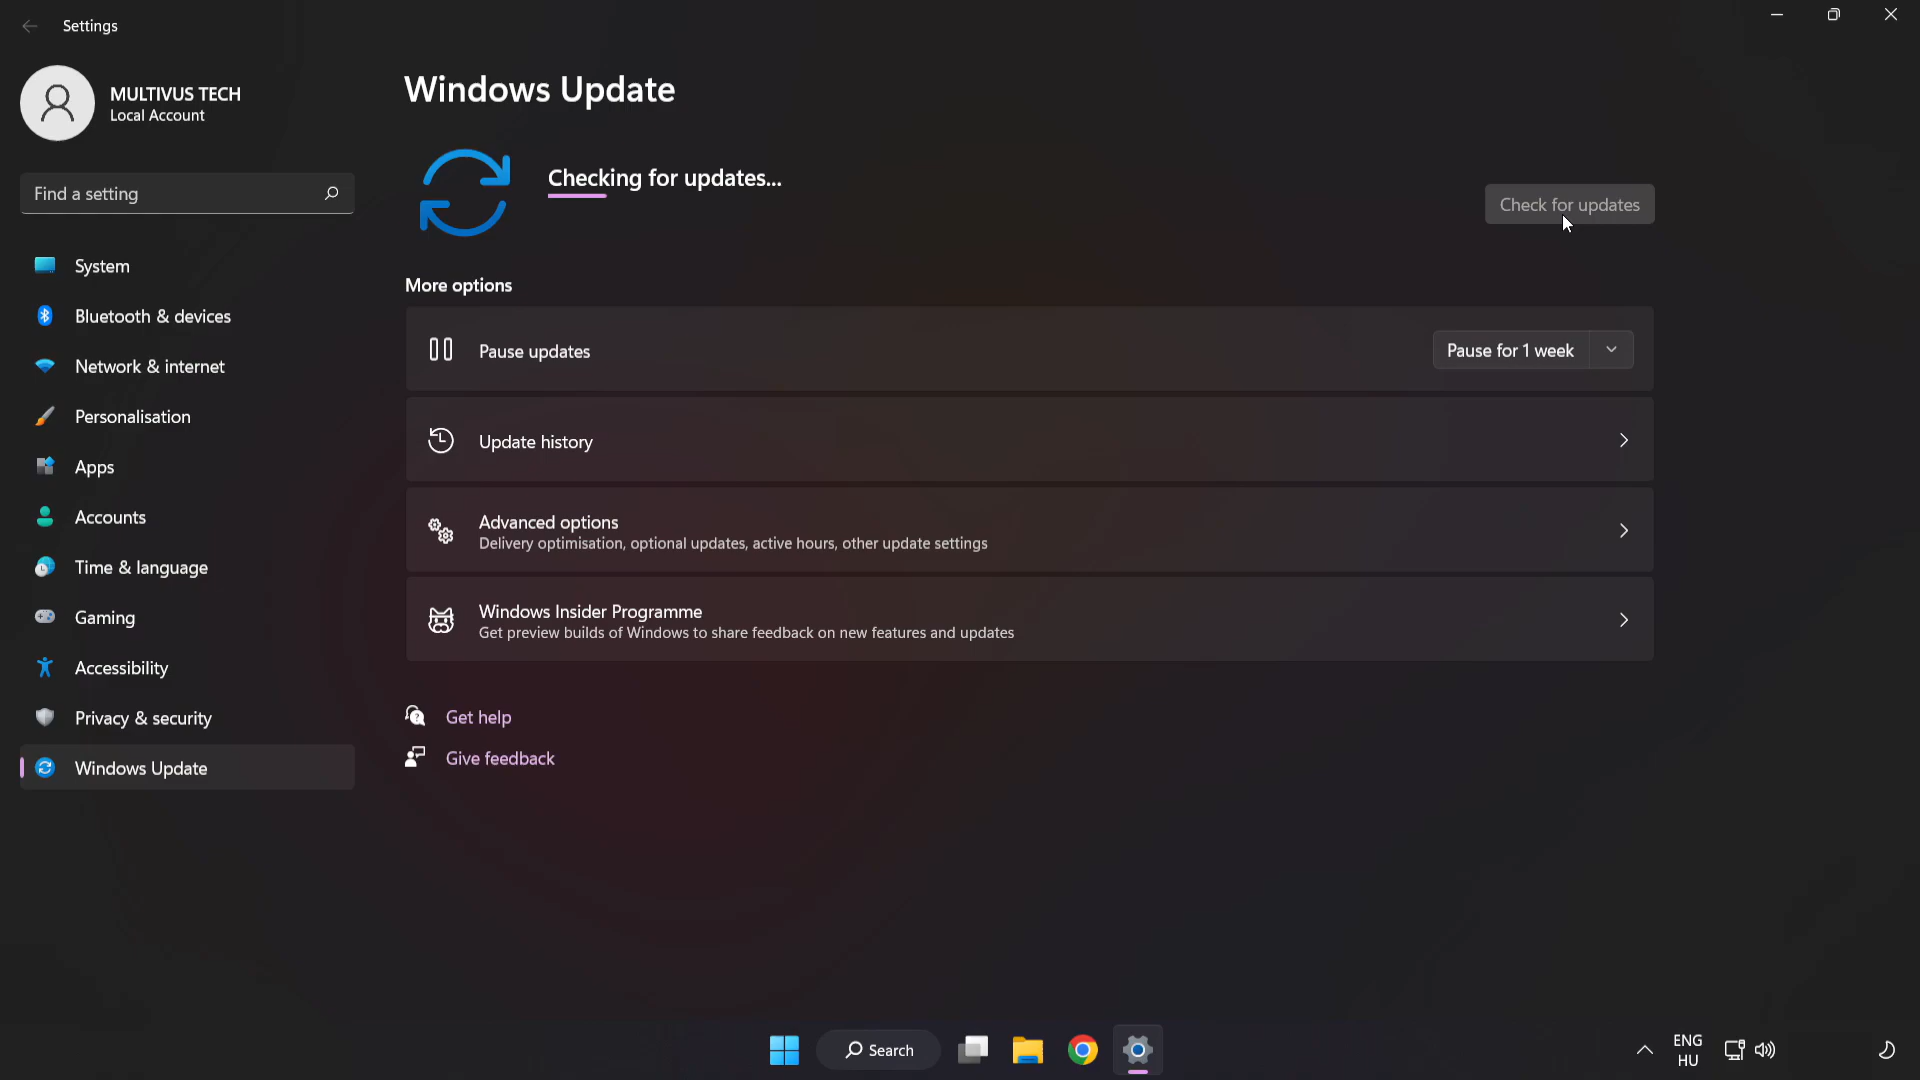 Settings
MULTIVUS TECH
Local Account
Find a setting
System
Bluetooth & devices
Network & internet
Personalisation
Apps
Accounts
Time & language
Gaming
Accessibility
Privacy & security
Windows Update
Windows Update
Checking for updates...
Check for updates
More options
Pause updates
Pause for 1 week
Update history
Advanced options
Delivery optimisation, optional updates, active hours, other update settings
Windows Insider Programme
Get preview builds of Windows to share feedback on new features and updates
Get help
Give feedback
Search
ENG
HU